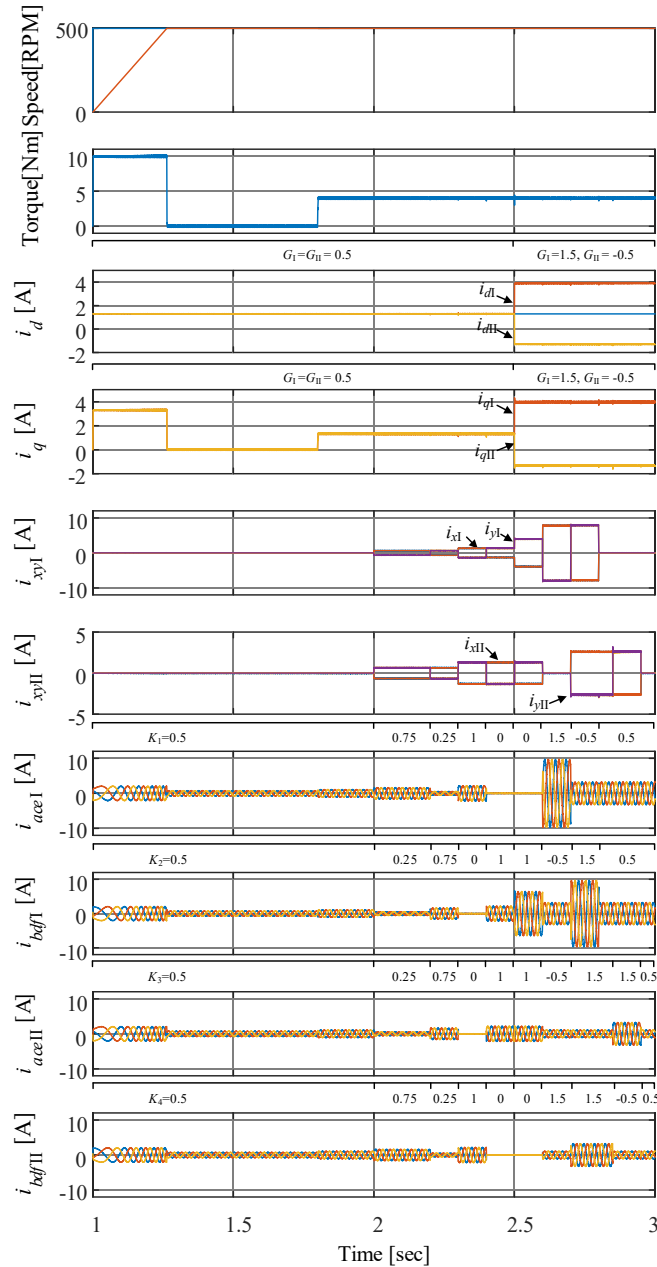 Speed[RPM]
500
0
Torque[Nm]
10
5
0
G_I=G_II = 0.5 G_I=1.5, G_II = -0.5
i_d [A]
4
2
0
-2
i_dI
i_dII
G_I=G_II = 0.5 G_I=1.5, G_II = -0.5
i_q [A]
4
2
0
-2
i_qI
i_qII
i_xyI [A]
10
0
-10
i_xI i_yI
i_xyII [A]
5
0
-5
i_xII
i_yII
K_1=0.5 0.75 0.25 1 0 0 1.5 -0.5 0.5
i_aceI [A]
10
0
-10
K_2=0.5 0.25 0.75 0 1 1 -0.5 1.5 0.5
i_bdfI [A]
10
0
-10
K_3=0.5 0.25 0.75 0 1 1 -0.5 1.5 1.5 0.5
i_aceII [A]
10
0
-10
K_4=0.5 0.75 0.25 1 0 0 1.5 1.5 -0.5 0.5
i_bdfII [A]
10
0
-10
1 1.5 2 2.5 3
Time [sec]